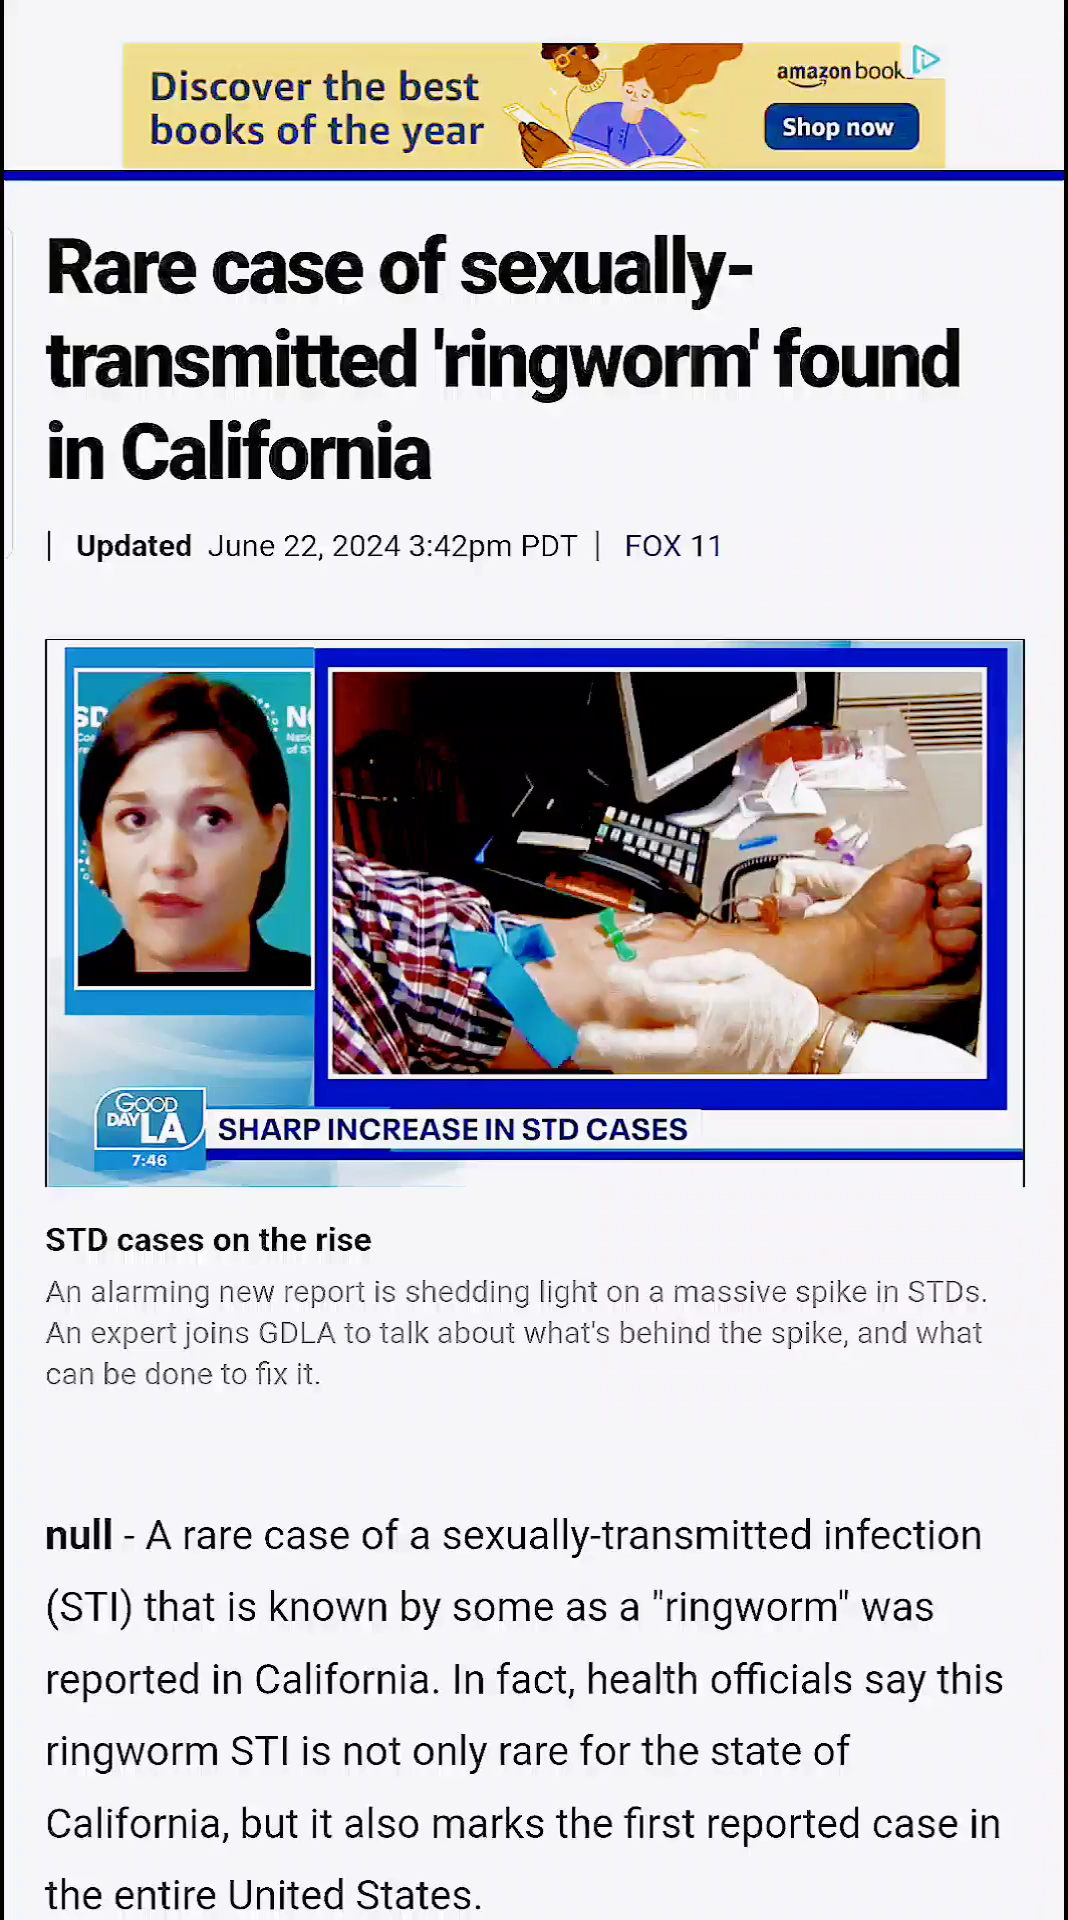 Discover the best
books of the year
amazon book
Shop now
Rare case of sexually-
transmitted 'ringworm' found
in California
| Updated June 22, 2024 3:42pm PDT | FOX 11
SD
NC
of S
GOOD
DAY LA
7:46
SHARP INCREASE IN STD CASES
STD cases on the rise
An alarming new report is shedding light on a massive spike in STDs.
An expert joins GDLA to talk about what's behind the spike, and what
can be done to fix it.
null - A rare case of a sexually-transmitted infection
(STI) that is known by some as a "ringworm" was
reported in California. In fact, health officials say this
ringworm STI is not only rare for the state of
California, but it also marks the first reported case in
the entire United States.